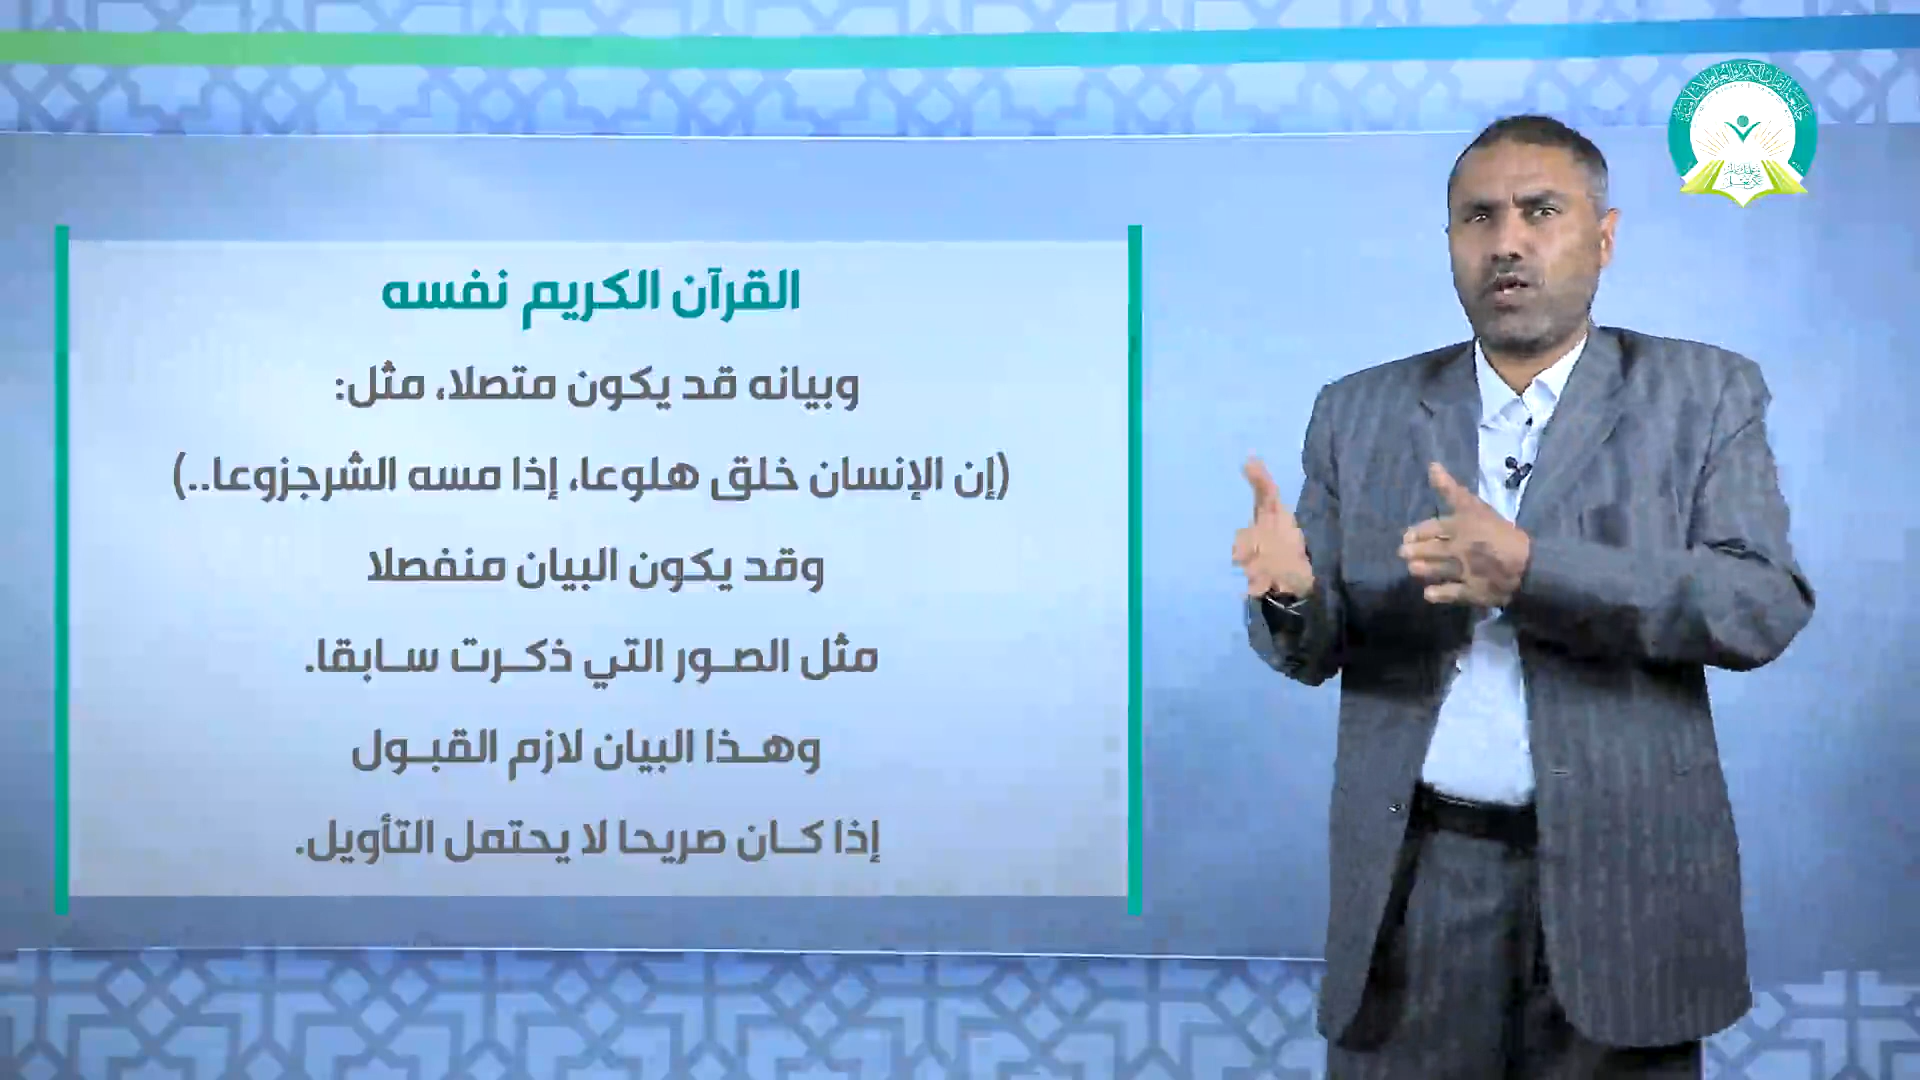 القرآن الكريم نفسه
وبيانه قد يكون متصلا، مثل:
(إن الإنسان خلق هلوعا، إذا مسه الشرجزوعا..)
وقد يكون البيان منفصلا
مثل الصور التي ذكرت سابقا.
وهذا البيان لازم القبول
إذا كان صريحا لا يحتمل التأويل.